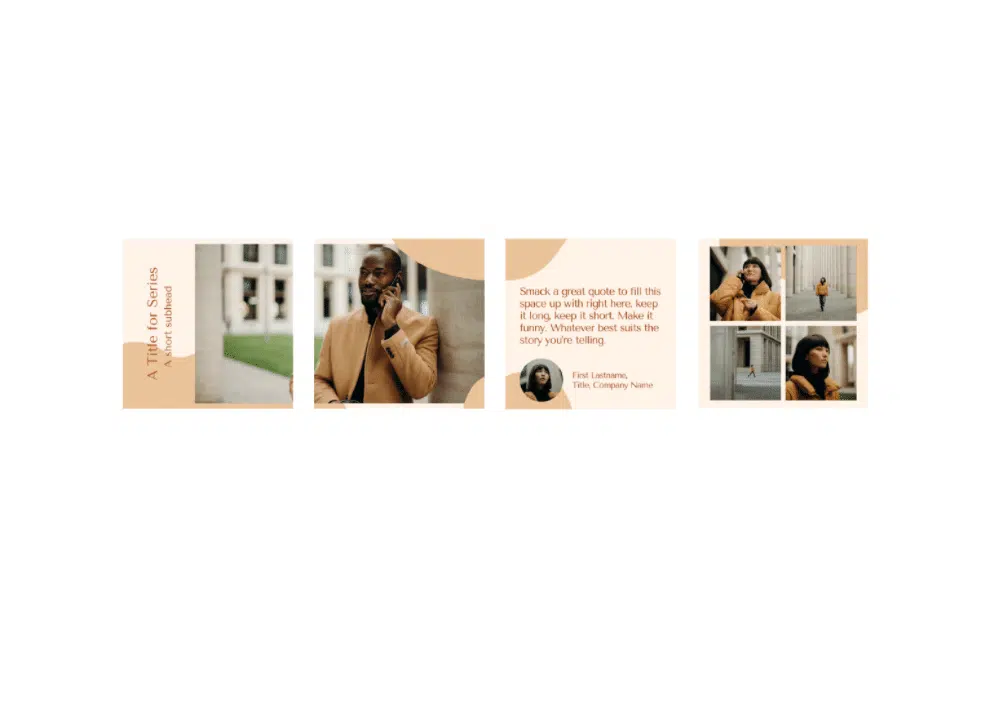 A Title for Series
A short subhead
Smack a great quote to fill this
space up with right here, keep
it long, keep it short. Make it
funny. Whatever best suits the
story you're telling.
First Lastname,
Title, Company Name